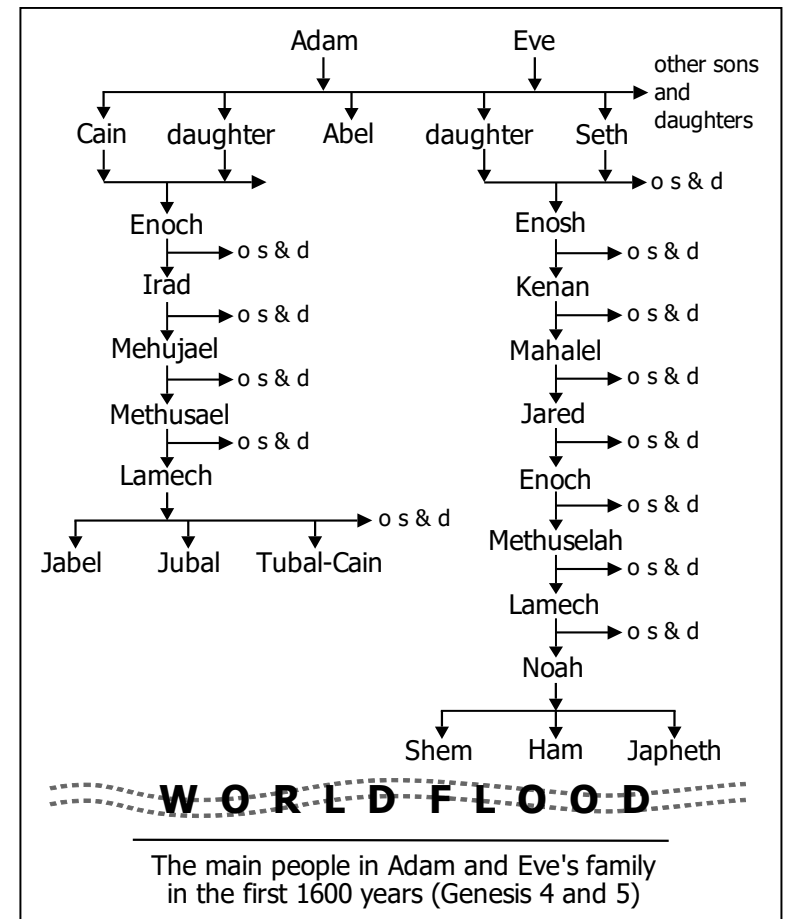 Adam Eve
other sons
and
daughters
Cain daughter Abel daughter Seth
o s & d
Enoch
o s & d
Irad
o s & d
Mehujael
o s & d
Methusael
o s & d
Lamech
o s & d
Jabel Jubal Tubal-Cain
Enosh
o s & d
Kenan
o s & d
Mahalel
o s & d
Jared
o s & d
Enoch
o s & d
Methuselah
o s & d
Lamech
o s & d
Noah
Shem Ham Japheth
WORLD FLOOD
The main people in Adam and Eve's family
in the first 1600 years (Genesis 4 and 5)